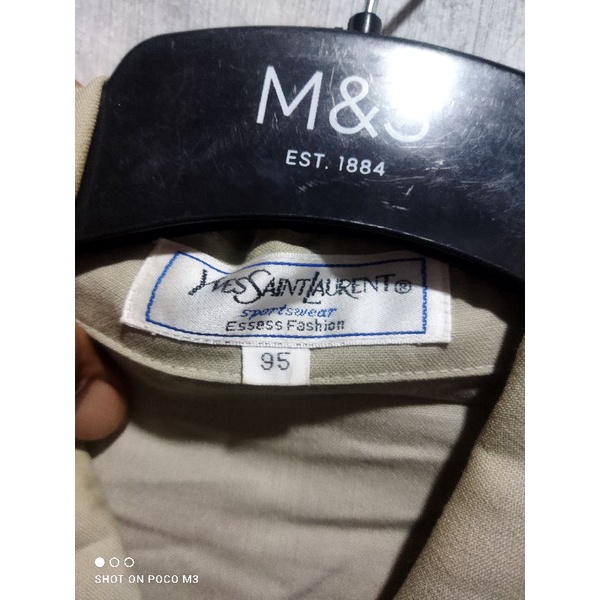 M&S
EST. 1884
YvesSaintLaurent®
sportswear
Essess Fashion
95
SHOT ON POCO M3